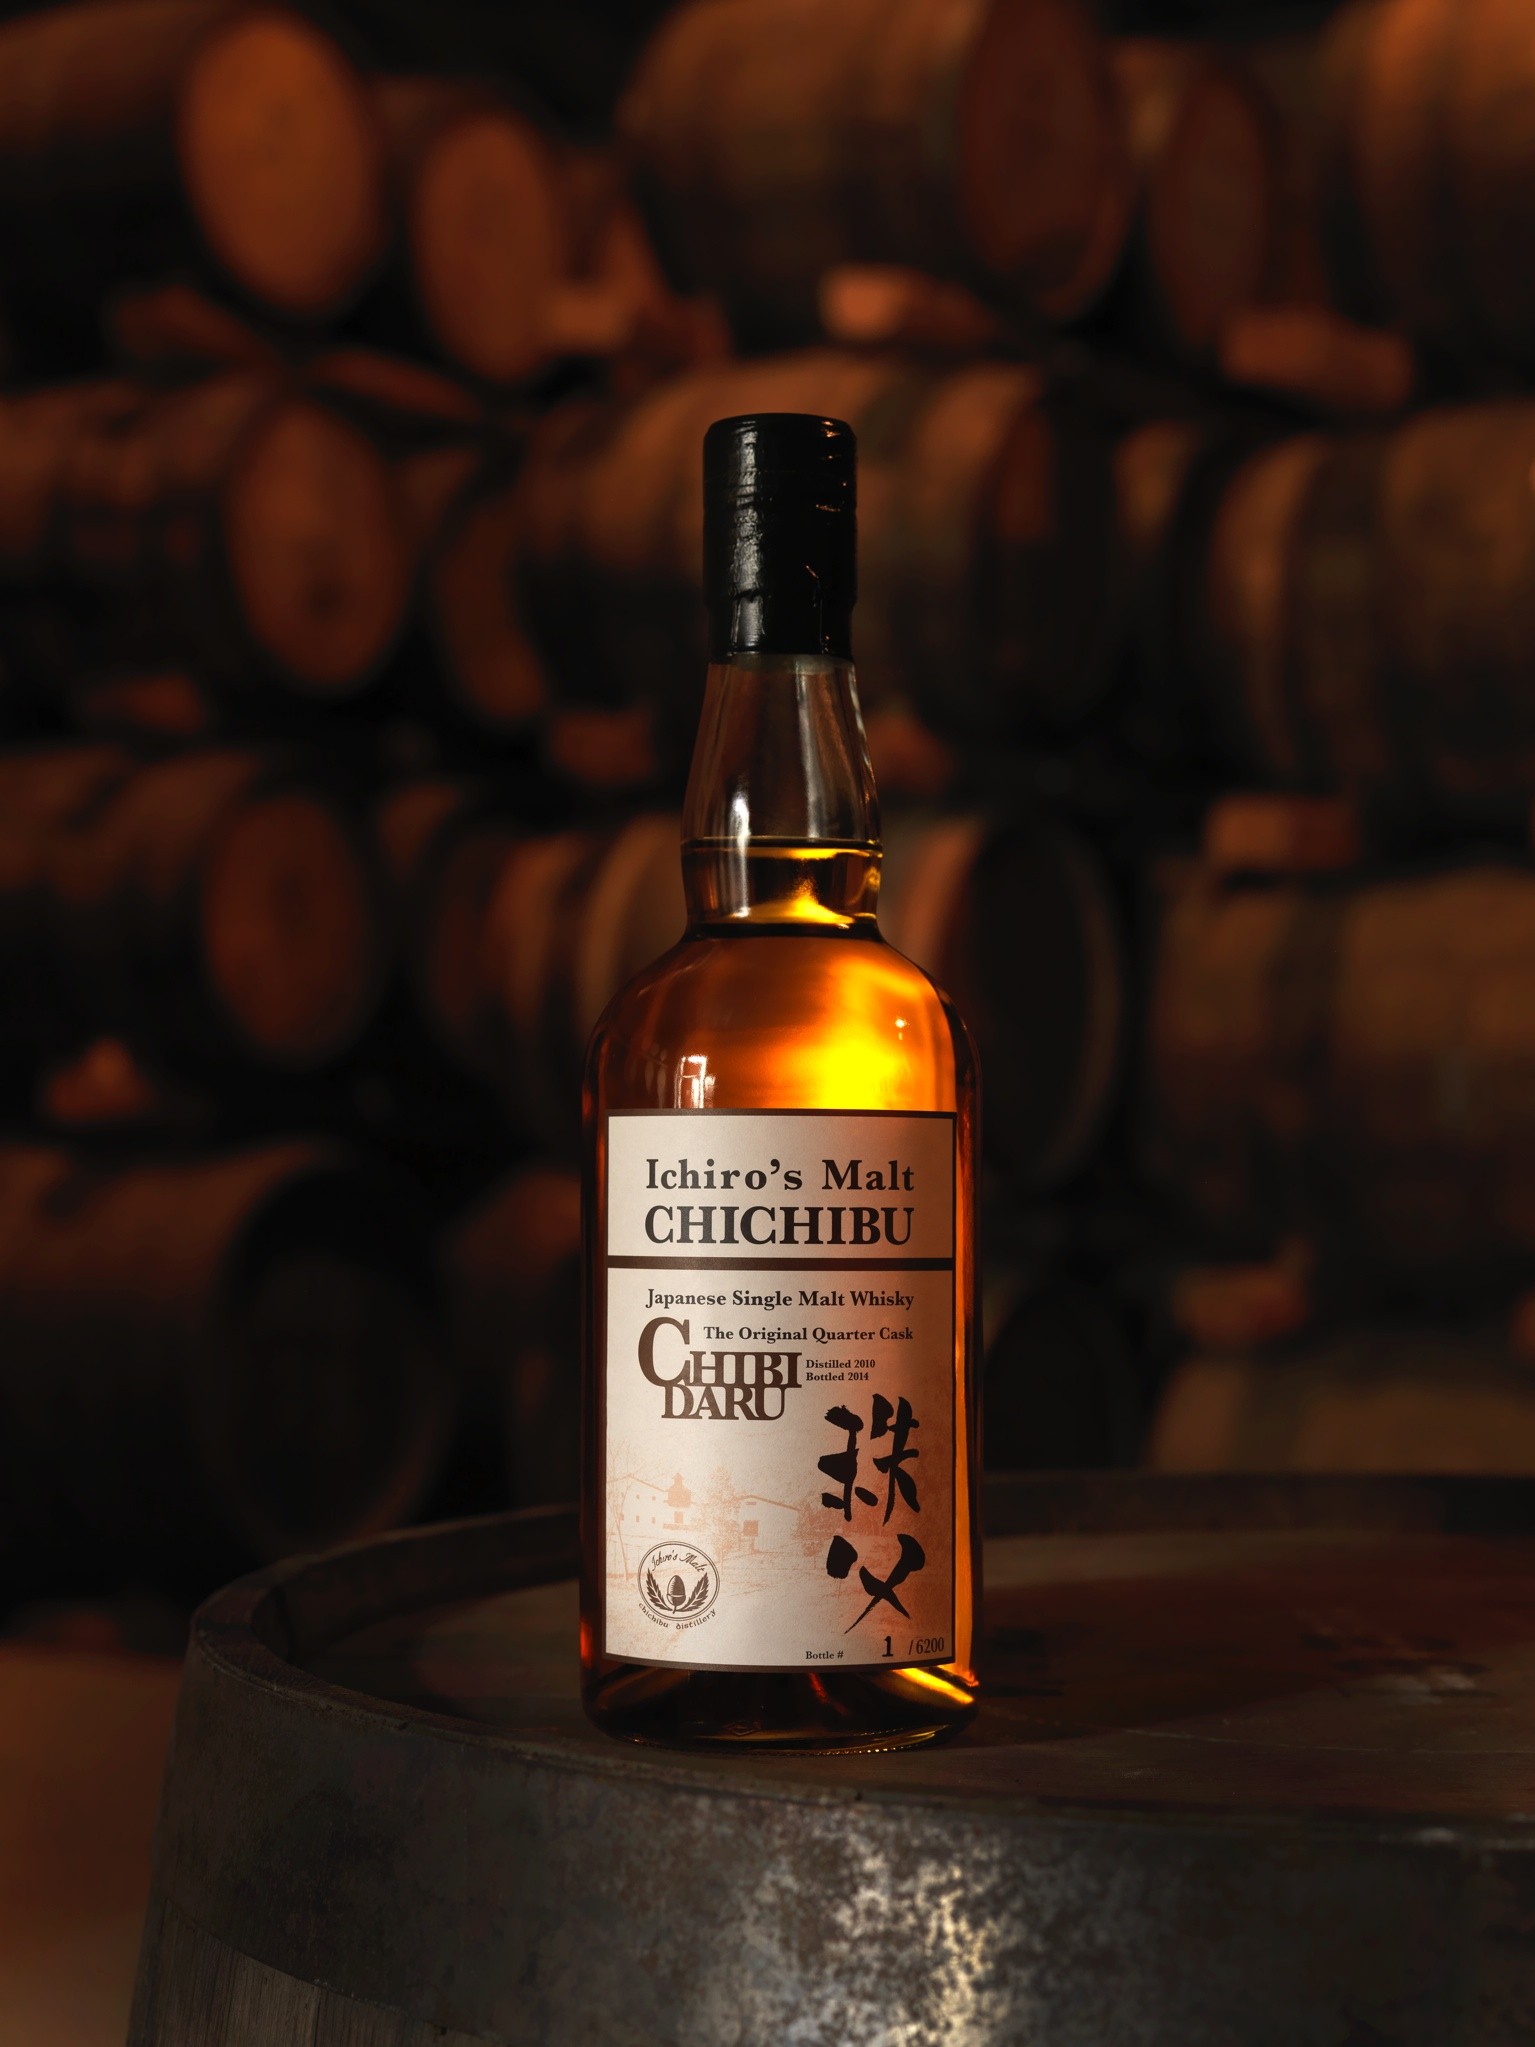 Ichiro's Malt
CHICHIBU
Japanese Single Malt Whisky
The Original Quarter Cask
CHIBI
DARU
Distilled 2010
Bottled 2014
秩父
Ichiro's Malt
chichibu distillery
Bottle # 1 /6200